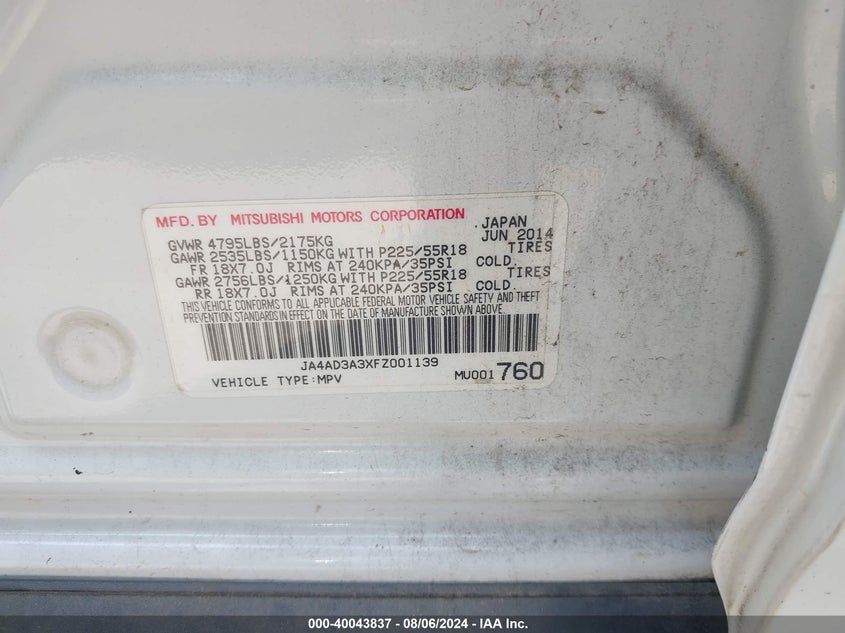 MFD. BY MITSUBISHI MOTORS CORPORATION JAPAN
GVWR 4795LBS/2175KG JUN 2014
GAWR 2535LBS/1150KG WITH P225/55R18 TIRES
FR 18X7.0J RIMS AT 240KPA/35PSI COLD.
GAWR 2756LBS/1250KG WITH P225/55R18 TIRES
RR 18X7.0J RIMS AT 240KPA/35PSI COLD.
THIS VEHICLE CONFORMS TO ALL APPLICABLE FEDERAL MOTOR VEHICLE SAFETY AND THEFT
PREVENTION STANDARDS IN EFFECT ON THE DATE OF MANUFACTURE SHOWN ABOVE.
JA4AD3A3XFZ001139
VEHICLE TYPE:MPV MU001760
000-40043837 - 08/06/2024 - IAA Inc.